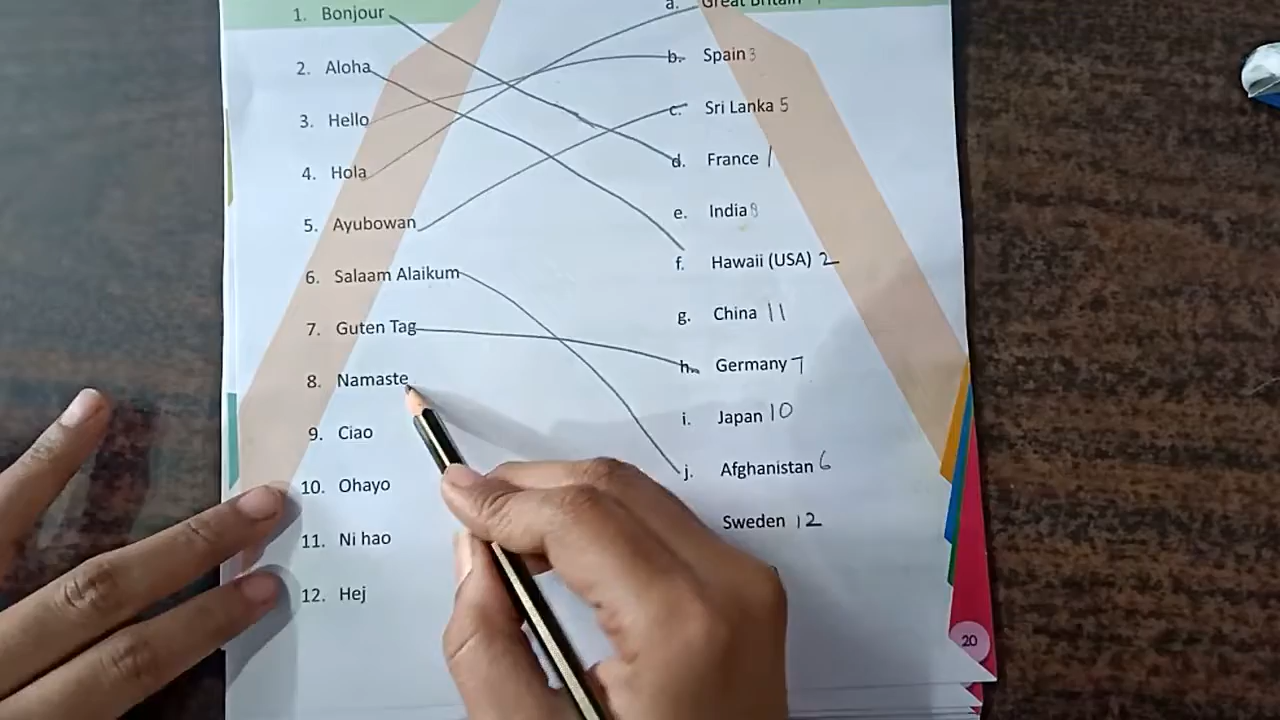 1. Bonjour
2. Aloha
3. Hello
4. Hola
5. Ayubowan
6. Salaam Alaikum
7. Guten Tag
8. Namaste
9. Ciao
10. Ohayo
11. Ni hao
12. Hej
a. Great Britain
b. Spain 3
c. Sri Lanka 5
d. France 1
e. India 8
f. Hawaii (USA) 2
g. China 11
h. Germany 7
i. Japan 10
j. Afghanistan 6
Sweden 12
20